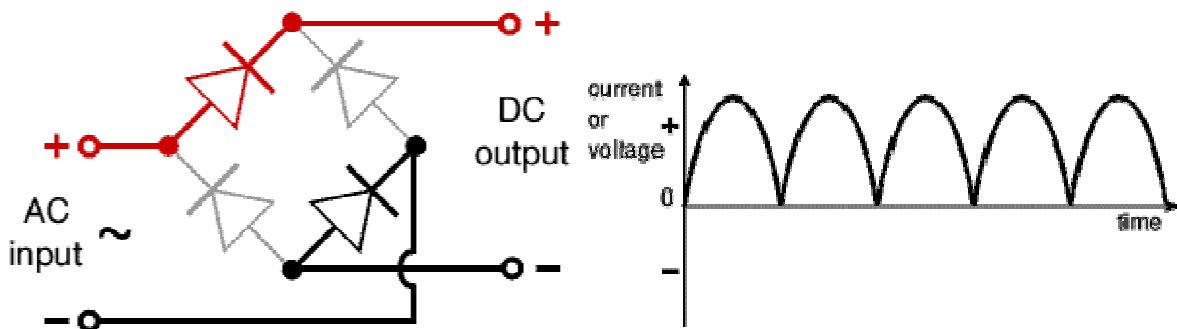 +
+
AC
input ~
DC
output
−
−
current
or
voltage
+
0
time
−